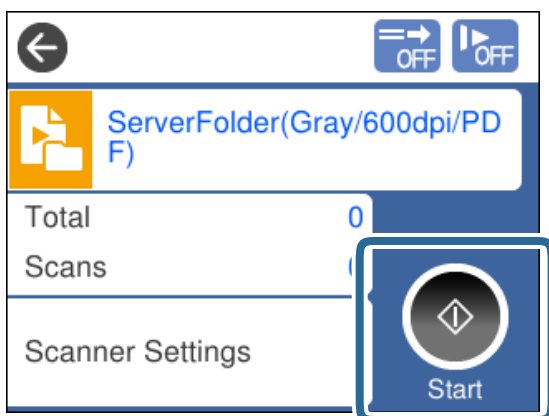 OFF OFF
ServerFolder(Gray/600dpi/PD
F)
Total 0
Scans
Scanner Settings
Start